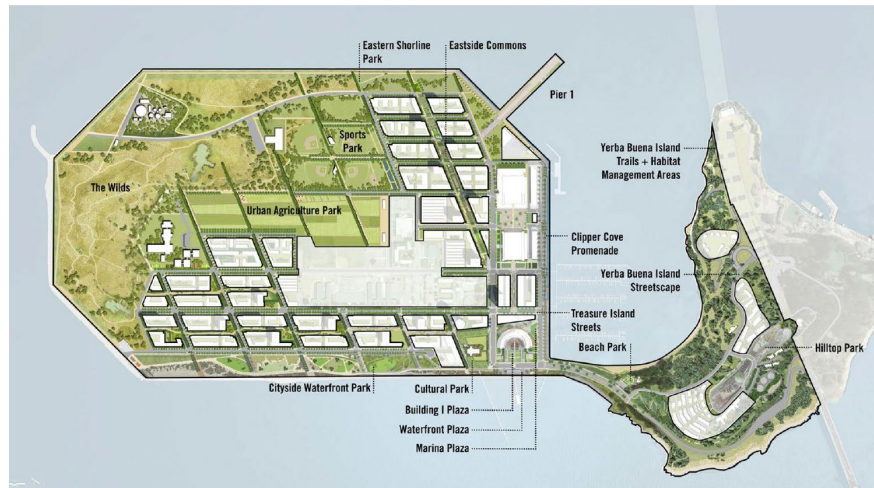 Eastern Shorline
Park
Eastside Commons
Pier 1
Sports
Park
Yerba Buena Island
Trails + Habitat
Management Areas
The Wilds
Urban Agriculture Park
Clipper Cove
Promenade
Yerba Buena Island
Streetscape
Treasure Island
Streets
Beach Park
Hilltop Park
Cityside Waterfront Park
Cultural Park
Building I Plaza
Waterfront Plaza
Marina Plaza